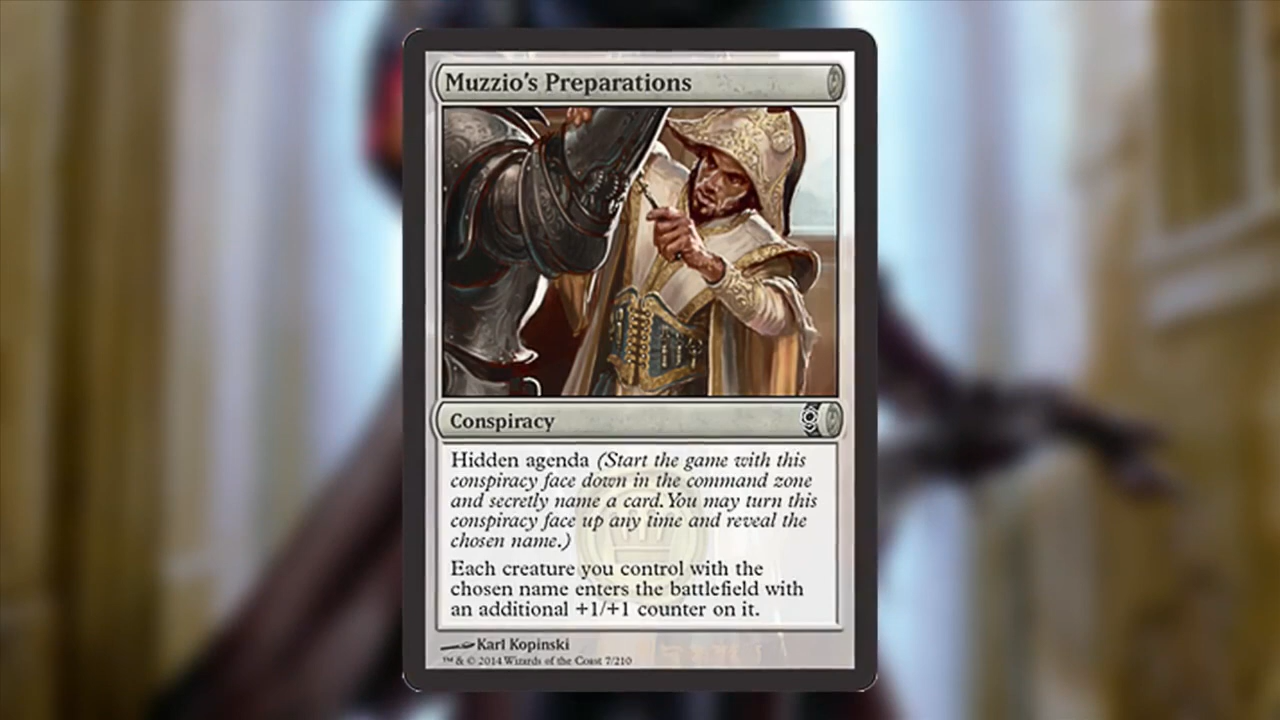 Muzzio's Preparations
Conspiracy
Hidden agenda (Start the game with this
conspiracy face down in the command zone
and secretly name a card. You may turn this
conspiracy face up any time and reveal the
chosen name.)
Each creature you control with the
chosen name enters the battlefield with
an additional +1/+1 counter on it.
Karl Kopinski
™ & © 2014 Wizards of the Coast 7/210